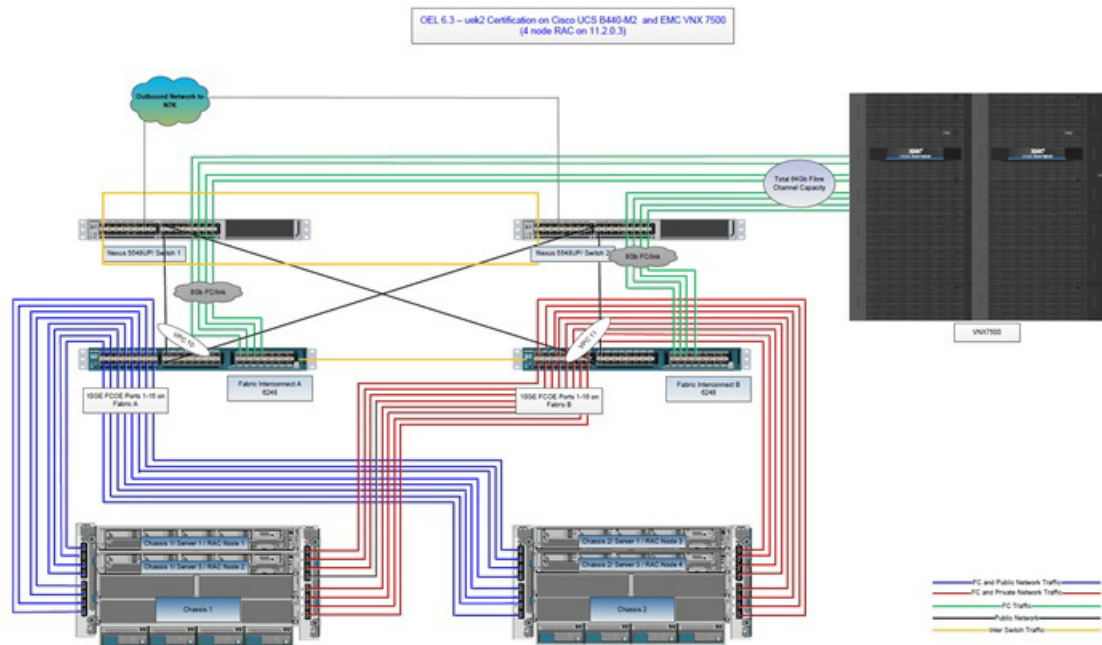 OEL 6.3 – uek2 Certification on Cisco UCS B440-M2 and EMC VNX 7500
(4 node RAC on 11.2.0.3)
Outbound Network to
N7K
Total 64Gb Fibre
Channel Capacity
Nexus 5548UP/ Switch 1
Nexus 5548UP/ Switch 2
8Gb FC/link
8Gb FC/link
VNX7500
VPC 10
VPC 11
Fabric Interconnect A
6248
Fabric Interconnect B
6248
10GE FCOE Ports 1-16 on
Fabric A
10GE FCOE Ports 1-16 on
Fabric B
Chassis 1/ Server 1 / RAC Node 1
Chassis 1/ Server 3 / RAC Node 2
Chassis 1
Chassis 2/ Server 1 / RAC Node 3
Chassis 2/ Server 3 / RAC Node 4
Chassis 2
FC and Public Network Traffic
FC and Private Network Traffic
FC Traffic
Public Network
Inter Switch Traffic